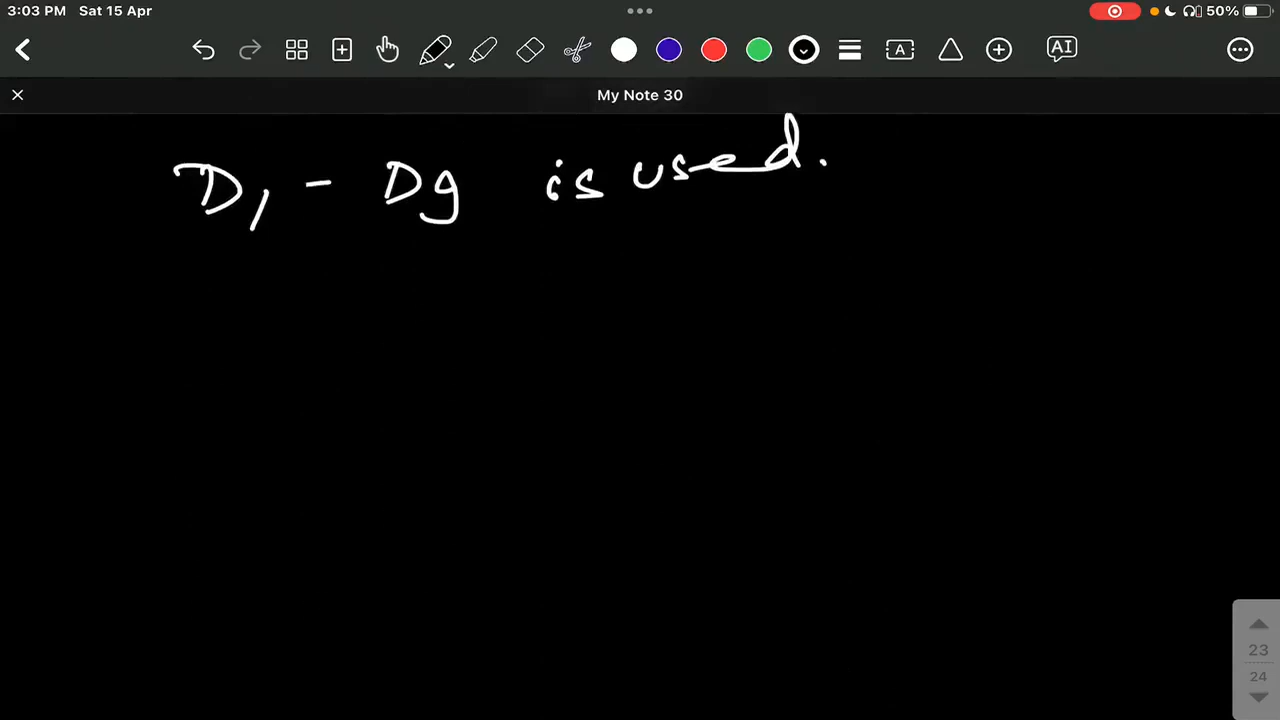 3:03 PM Sat 15 Apr 50%
A AI
My Note 30
D1 - D9 is used.
23
24